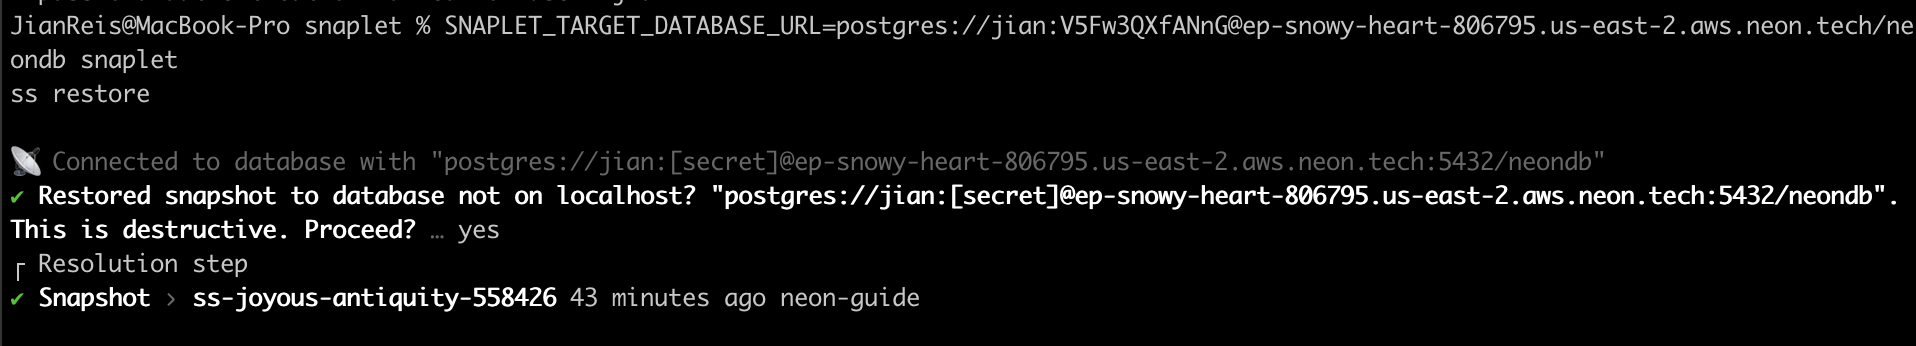 JianReis@MacBook-Pro snaplet % SNAPLET_TARGET_DATABASE_URL=postgres://jian:V5Fw3QXfANnG@ep-snowy-heart-806795.us-east-2.aws.neon.tech/ne
ondb snaplet
ss restore
Connected to database with "postgres://jian:[secret]@ep-snowy-heart-806795.us-east-2.aws.neon.tech:5432/neondb"
✔ Restored snapshot to database not on localhost? "postgres://jian:[secret]@ep-snowy-heart-806795.us-east-2.aws.neon.tech:5432/neondb".
This is destructive. Proceed? … yes
┌ Resolution step
✔ Snapshot › ss-joyous-antiquity-558426 43 minutes ago neon-guide